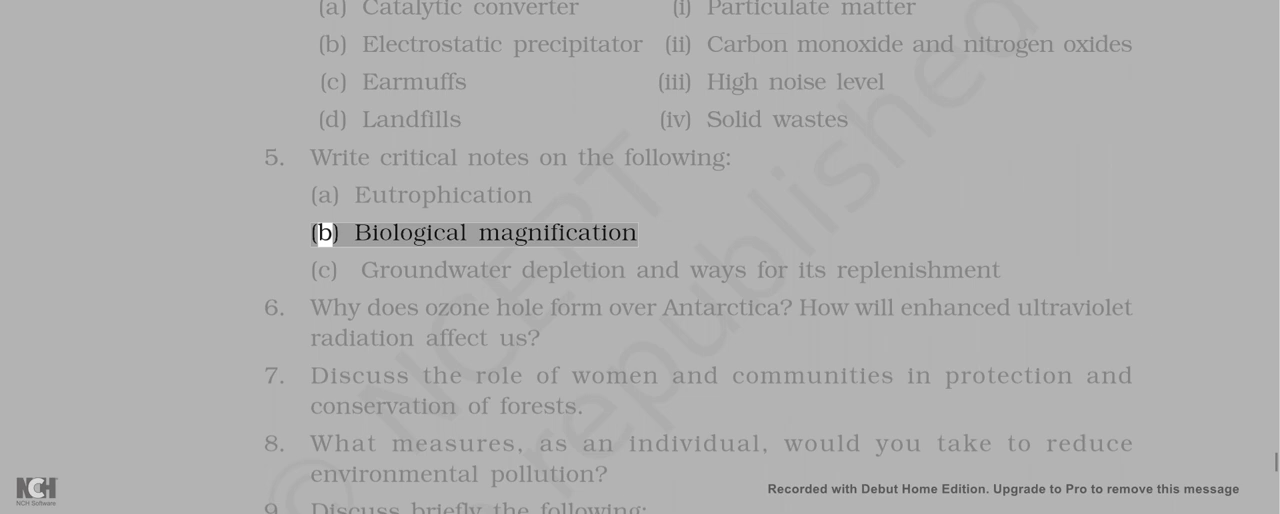 (a) Catalytic converter (i) Particulate matter
(b) Electrostatic precipitator (ii) Carbon monoxide and nitrogen oxides
(c) Earmuffs (iii) High noise level
(d) Landfills (iv) Solid wastes
5. Write critical notes on the following:
(a) Eutrophication
(b) Biological magnification
(c) Groundwater depletion and ways for its replenishment
6. Why does ozone hole form over Antarctica? How will enhanced ultraviolet
radiation affect us?
7. Discuss the role of women and communities in protection and
conservation of forests.
8. What measures, as an individual, would you take to reduce
environmental pollution?
9. Discuss briefly the following:
© NCERT
republished
NCH
NCH Software
Recorded with Debut Home Edition. Upgrade to Pro to remove this message